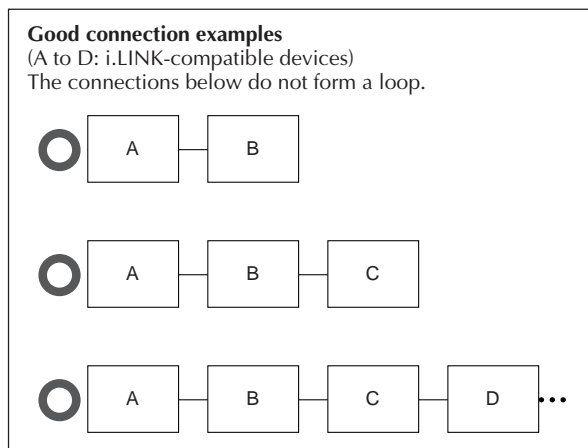 Good connection examples
(A to D: i.LINK-compatible devices)
The connections below do not form a loop.
A B
A B C
A B C D •••